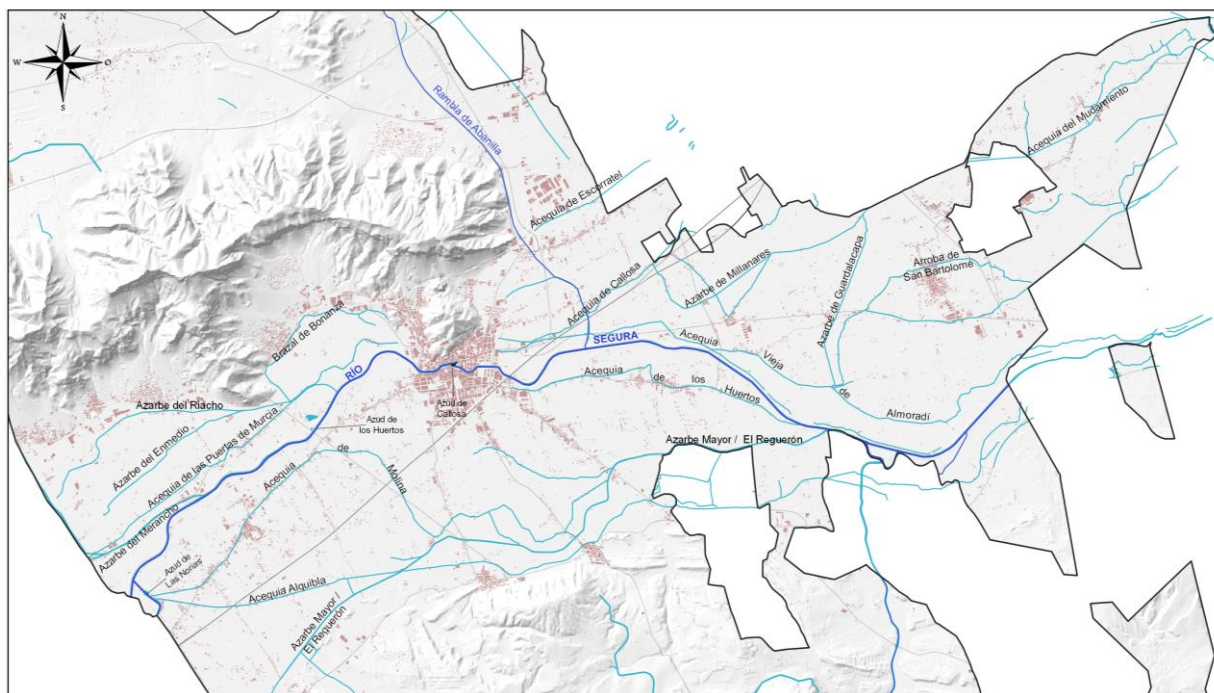 N
W
O
S
Rambla de Abanilla
Acequia del Mudamiento
Acequia de Escorratel
Acequia de Callosa
Azarbe de Millanares
Azarbe de Guardalacapa
Arroba de
San Bartolomé
Brazal de Bonanza
RÍO
SEGURA
Acequia
Vieja
de
Almoradí
Acequia
de
los
Huertos
Azud de
Callosa
Azarbe del Riacho
Azud de
los Huertos
Azarbe del Enmedio
Acequia de las Puertas de Murcia
Acequia
de
Molina
Azarbe Mayor / El Reguerón
Azarbe del Merancho
Azud de
Las Norias
Acequia Alquibla
Azarbe Mayor /
El Reguerón